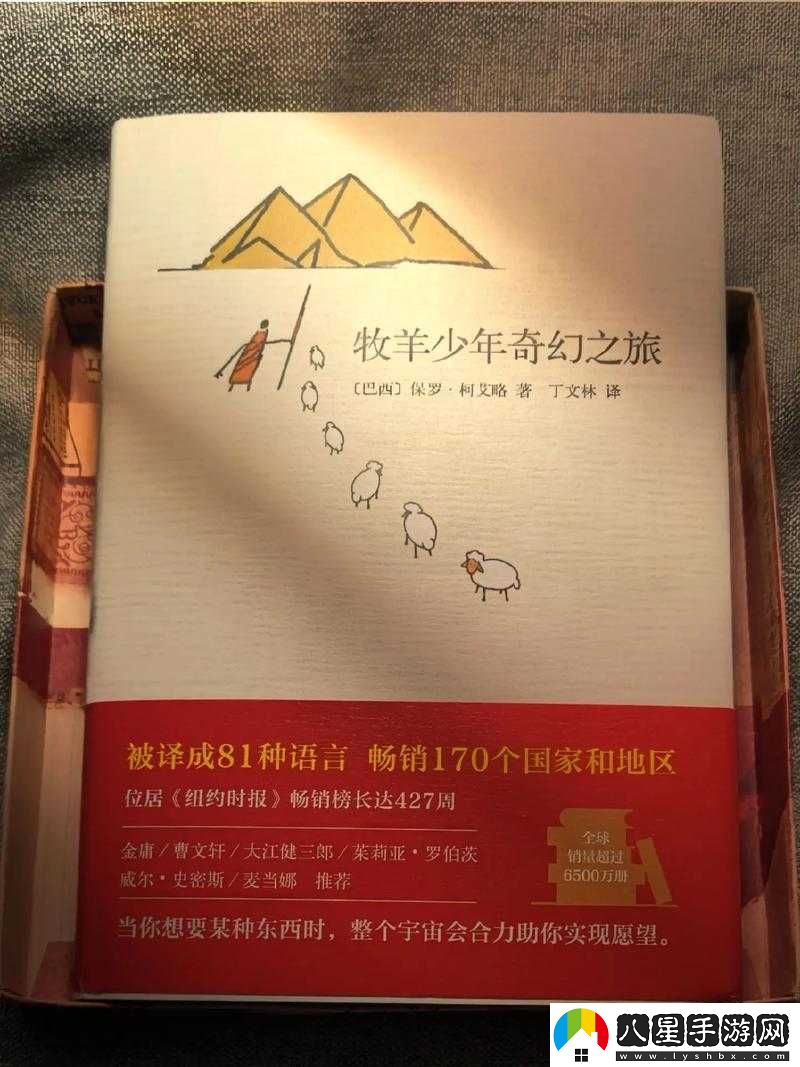 牧羊少年奇幻之旅
〔巴西〕保罗·柯艾略 著 丁文林 译
被译成81种语言 畅销170个国家和地区
位居《纽约时报》畅销榜长达427周
金庸/曹文轩/大江健三郎/茱莉亚·罗伯茨
威尔·史密斯/麦当娜 推荐
全球
销量超过
6500万册
当你想要某种东西时，整个宇宙会合力助你实现愿望。
八星手游网
www.lyshbx.com